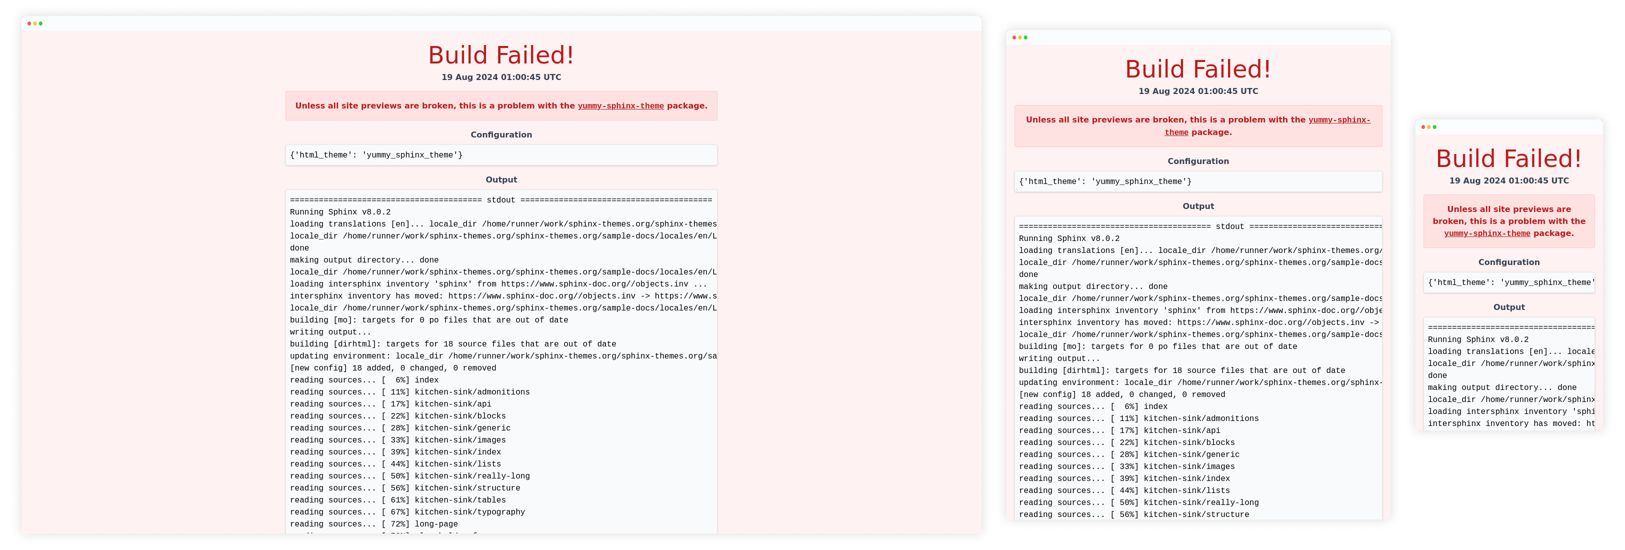 Build Failed!
19 Aug 2024 01:00:45 UTC
Unless all site previews are broken, this is a problem with the yummy-sphinx-theme package.
Configuration
{'html_theme': 'yummy_sphinx_theme'}
Output
======================================== stdout ========================================
Running Sphinx v8.0.2
loading translations [en]... locale_dir /home/runner/work/sphinx-themes.org/sphinx-themes
locale_dir /home/runner/work/sphinx-themes.org/sphinx-themes.org/sample-docs/locales/en/L
done
making output directory... done
locale_dir /home/runner/work/sphinx-themes.org/sphinx-themes.org/sample-docs/locales/en/L
loading intersphinx inventory 'sphinx' from https://www.sphinx-doc.org//objects.inv ...
intersphinx inventory has moved: https://www.sphinx-doc.org//objects.inv -> https://www.s
locale_dir /home/runner/work/sphinx-themes.org/sphinx-themes.org/sample-docs/locales/en/L
building [mo]: targets for 0 po files that are out of date
writing output...
building [dirhtml]: targets for 18 source files that are out of date
updating environment: locale_dir /home/runner/work/sphinx-themes.org/sphinx-themes.org/sa
[new config] 18 added, 0 changed, 0 removed
reading sources... [  6%] index
reading sources... [ 11%] kitchen-sink/admonitions
reading sources... [ 17%] kitchen-sink/api
reading sources... [ 22%] kitchen-sink/blocks
reading sources... [ 28%] kitchen-sink/generic
reading sources... [ 33%] kitchen-sink/images
reading sources... [ 39%] kitchen-sink/index
reading sources... [ 44%] kitchen-sink/lists
reading sources... [ 50%] kitchen-sink/really-long
reading sources... [ 56%] kitchen-sink/structure
reading sources... [ 61%] kitchen-sink/tables
reading sources... [ 67%] kitchen-sink/typography
reading sources... [ 72%] long-page
Build Failed!
19 Aug 2024 01:00:45 UTC
Unless all site previews are broken, this is a problem with the yummy-sphinx-
theme package.
Configuration
{'html_theme': 'yummy_sphinx_theme'}
Output
======================================== stdout ============================
Running Sphinx v8.0.2
loading translations [en]... locale_dir /home/runner/work/sphinx-themes.org/
locale_dir /home/runner/work/sphinx-themes.org/sphinx-themes.org/sample-docs
done
making output directory... done
locale_dir /home/runner/work/sphinx-themes.org/sphinx-themes.org/sample-docs
loading intersphinx inventory 'sphinx' from https://www.sphinx-doc.org//obje
intersphinx inventory has moved: https://www.sphinx-doc.org//objects.inv ->
locale_dir /home/runner/work/sphinx-themes.org/sphinx-themes.org/sample-docs
building [mo]: targets for 0 po files that are out of date
writing output...
building [dirhtml]: targets for 18 source files that are out of date
updating environment: locale_dir /home/runner/work/sphinx-themes.org/sphinx-
[new config] 18 added, 0 changed, 0 removed
reading sources... [  6%] index
reading sources... [ 11%] kitchen-sink/admonitions
reading sources... [ 17%] kitchen-sink/api
reading sources... [ 22%] kitchen-sink/blocks
reading sources... [ 28%] kitchen-sink/generic
reading sources... [ 33%] kitchen-sink/images
reading sources... [ 39%] kitchen-sink/index
reading sources... [ 44%] kitchen-sink/lists
reading sources... [ 50%] kitchen-sink/really-long
reading sources... [ 56%] kitchen-sink/structure
Build Failed!
19 Aug 2024 01:00:45 UTC
Unless all site previews are
broken, this is a problem with the
yummy-sphinx-theme package.
Configuration
{'html_theme': 'yummy_sphinx_theme'
Output
===================================
Running Sphinx v8.0.2
loading translations [en]... locale
locale_dir /home/runner/work/sphinx
done
making output directory... done
locale_dir /home/runner/work/sphinx
loading intersphinx inventory 'sphi
intersphinx inventory has moved: ht